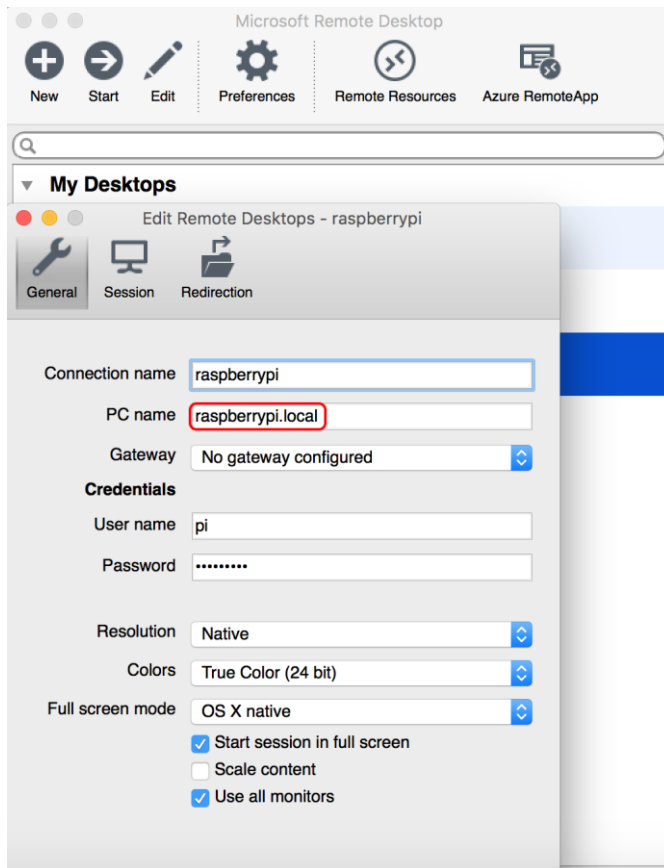 Microsoft Remote Desktop
New Start Edit Preferences Remote Resources Azure RemoteApp
My Desktops
Edit Remote Desktops - raspberrypi
General Session Redirection
Connection name raspberrypi
PC name raspberrypi.local
Gateway No gateway configured
Credentials
User name pi
Password •••••••••
Resolution Native
Colors True Color (24 bit)
Full screen mode OS X native
Start session in full screen
Scale content
Use all monitors